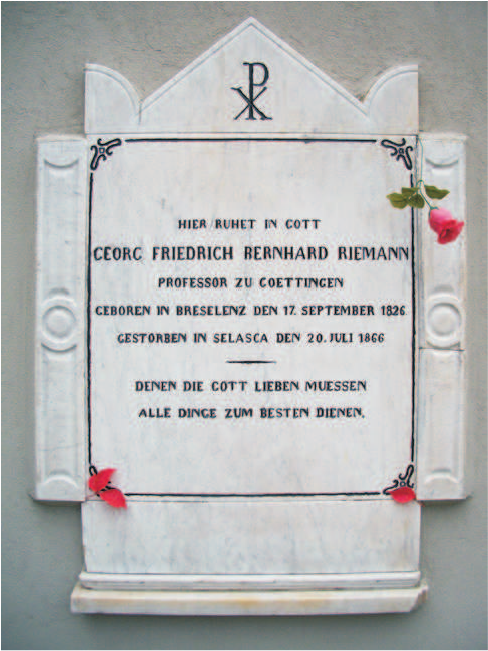 HIER RUHET IN GOTT
GEORG FRIEDRICH BERNHARD RIEMANN
PROFESSOR ZU GOETTINGEN
GEBOREN IN BRESELENZ DEN 17. SEPTEMBER 1826
GESTORBEN IN SELASCA DEN 20. JULI 1866
DENEN DIE GOTT LIEBEN MUESSEN
ALLE DINGE ZUM BESTEN DIENEN.